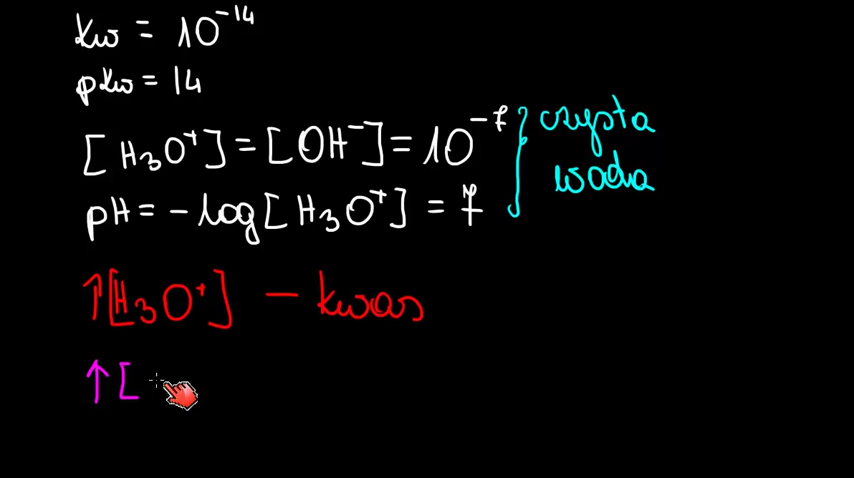 Kw = 10⁻¹⁴
pKw = 14
[H₃O⁺] = [OH⁻] = 10⁻⁷
pH = -log[H₃O⁺] = 7
} czysta
woda
↑[H₃O⁺] - kwas
↑[